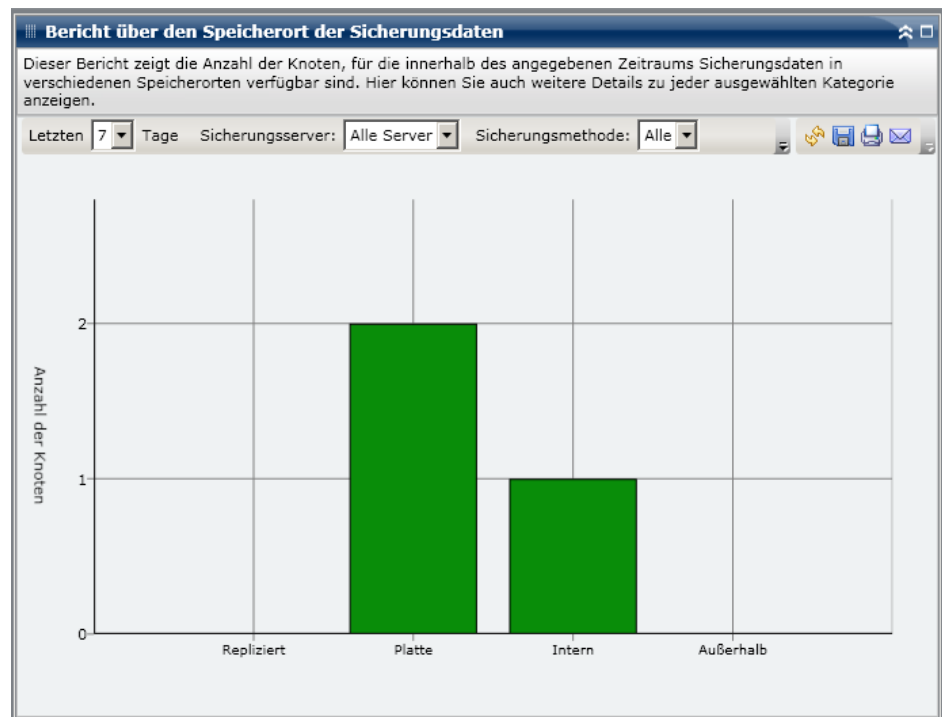 Bericht über den Speicherort der Sicherungsdaten
Dieser Bericht zeigt die Anzahl der Knoten, für die innerhalb des angegebenen Zeitraums Sicherungsdaten in
verschiedenen Speicherorten verfügbar sind. Hier können Sie auch weitere Details zu jeder ausgewählten Kategorie
anzeigen.
Letzten 7 Tage Sicherungsserver: Alle Server Sicherungsmethode: Alle
Anzahl der Knoten
2
1
0
Repliziert Platte Intern Außerhalb